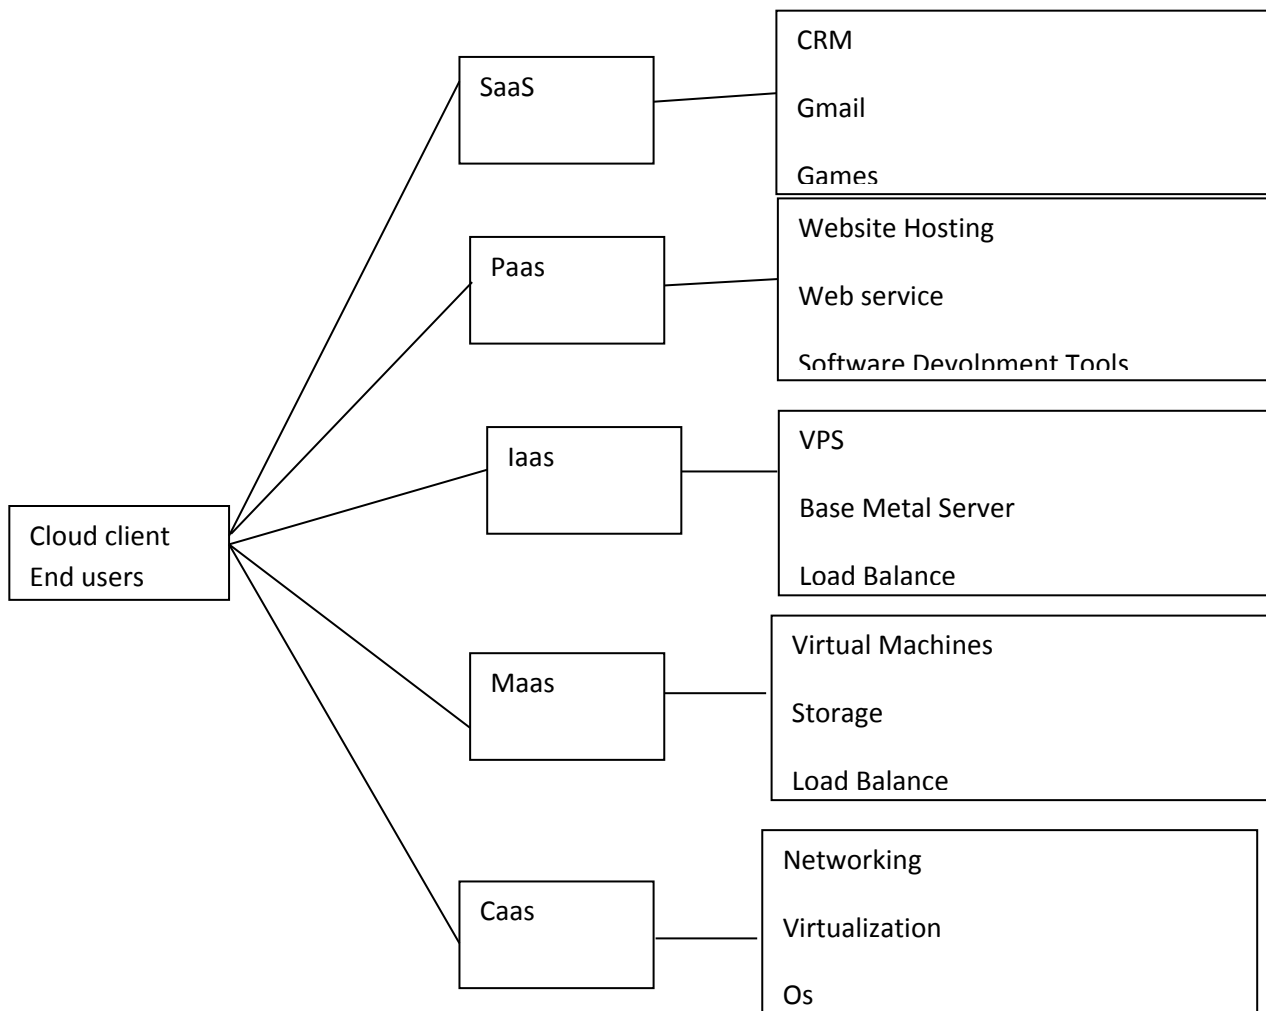 Cloud client
End users
SaaS
CRM
Gmail
Games
Paas
Website Hosting
Web service
Software Devolpment Tools
Iaas
VPS
Base Metal Server
Load Balance
Maas
Virtual Machines
Storage
Load Balance
Caas
Networking
Virtualization
Os